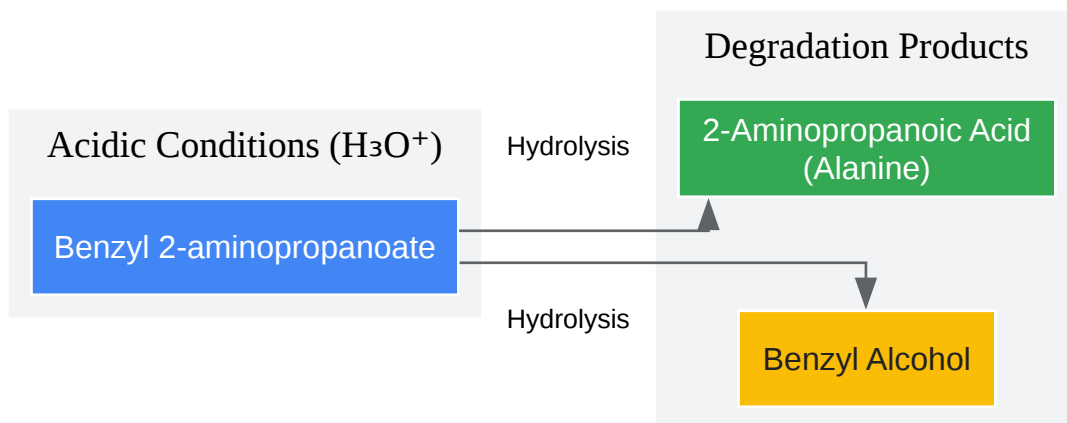 Degradation Products
Acidic Conditions (H₃O⁺)
Hydrolysis
2-Aminopropanoic Acid
(Alanine)
Benzyl 2-aminopropanoate
Hydrolysis
Benzyl Alcohol